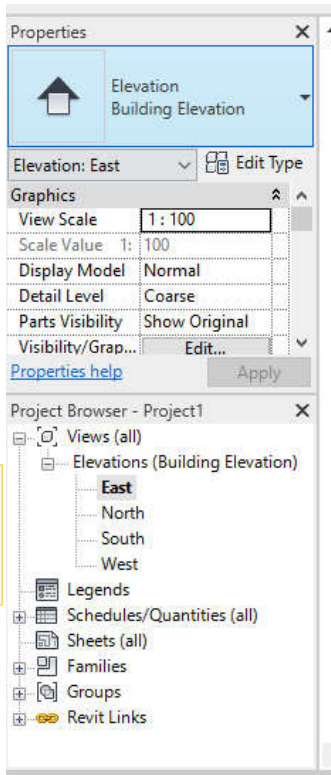 Properties
Elevation
Building Elevation
Elevation: East
Edit Type
Graphics
View Scale 1 : 100
Scale Value 1: 100
Display Model Normal
Detail Level Coarse
Parts Visibility Show Original
Visibility/Grap... Edit...
Properties help Apply
Project Browser - Project1
Views (all)
Elevations (Building Elevation)
East
North
South
West
Legends
Schedules/Quantities (all)
Sheets (all)
Families
Groups
Revit Links